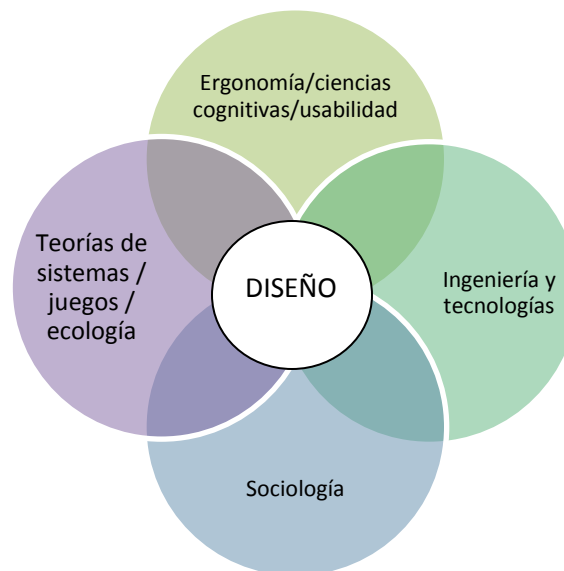 Ergonomía/ciencias
cognitivas/usabilidad
Teorías de
sistemas /
juegos /
ecología
DISEÑO
Ingeniería y
tecnologías
Sociología